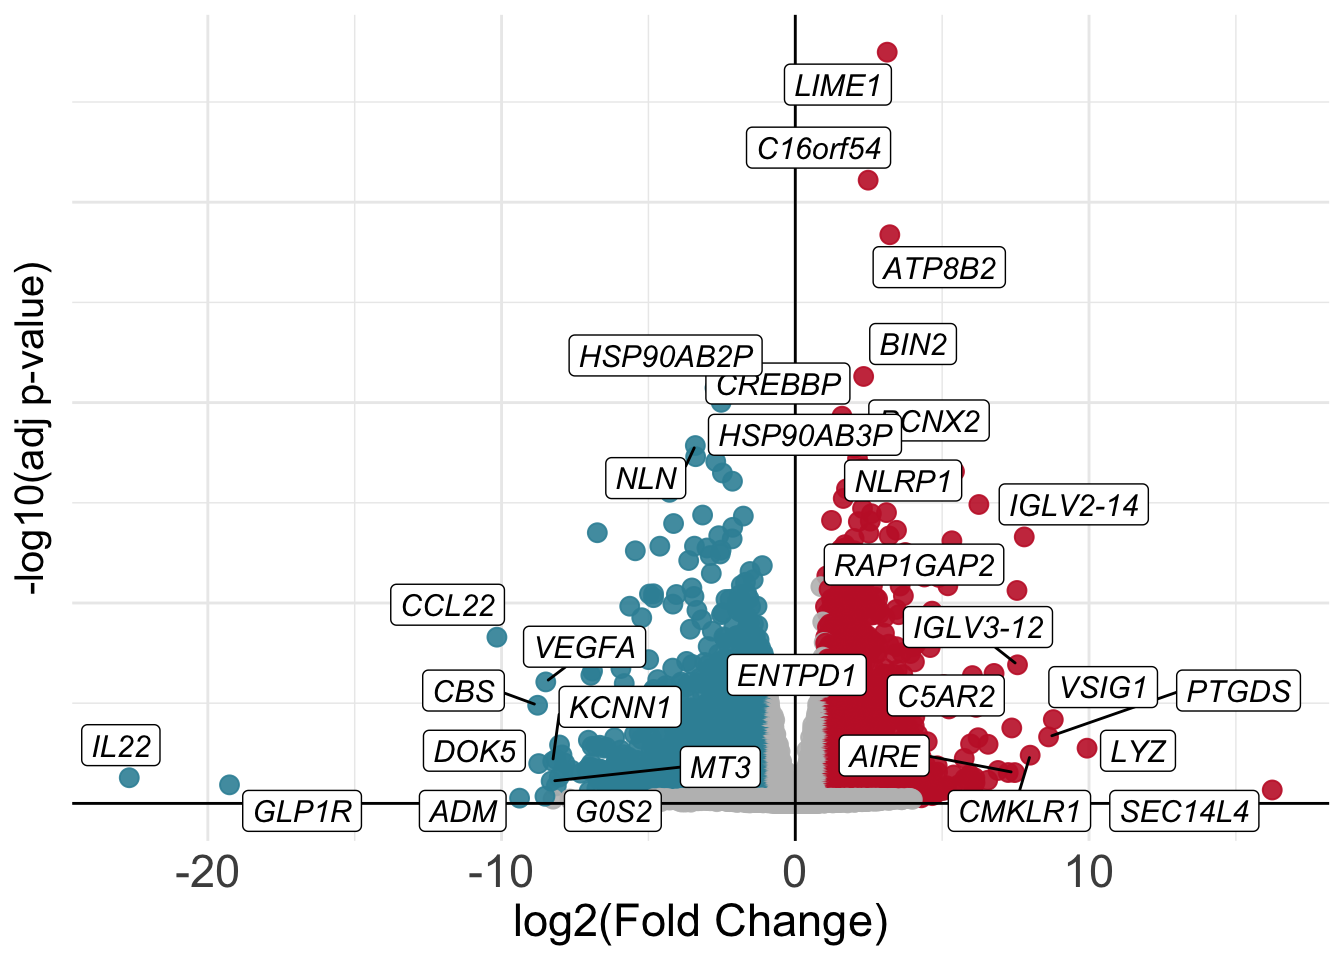 LIME1
C16orf54
ATP8B2
BIN2
HSP90AB2P
CREBBP
PCNX2
HSP90AB3P
NLN
NLRP1
IGLV2-14
RAP1GAP2
CCL22
IGLV3-12
VEGFA
ENTPD1
CBS
C5AR2
VSIG1
PTGDS
KCNN1
IL22
DOK5
MT3
AIRE
LYZ
GLP1R
ADM
G0S2
CMKLR1
SEC14L4
-log10(adj p-value)
-20
-10
0
10
log2(Fold Change)